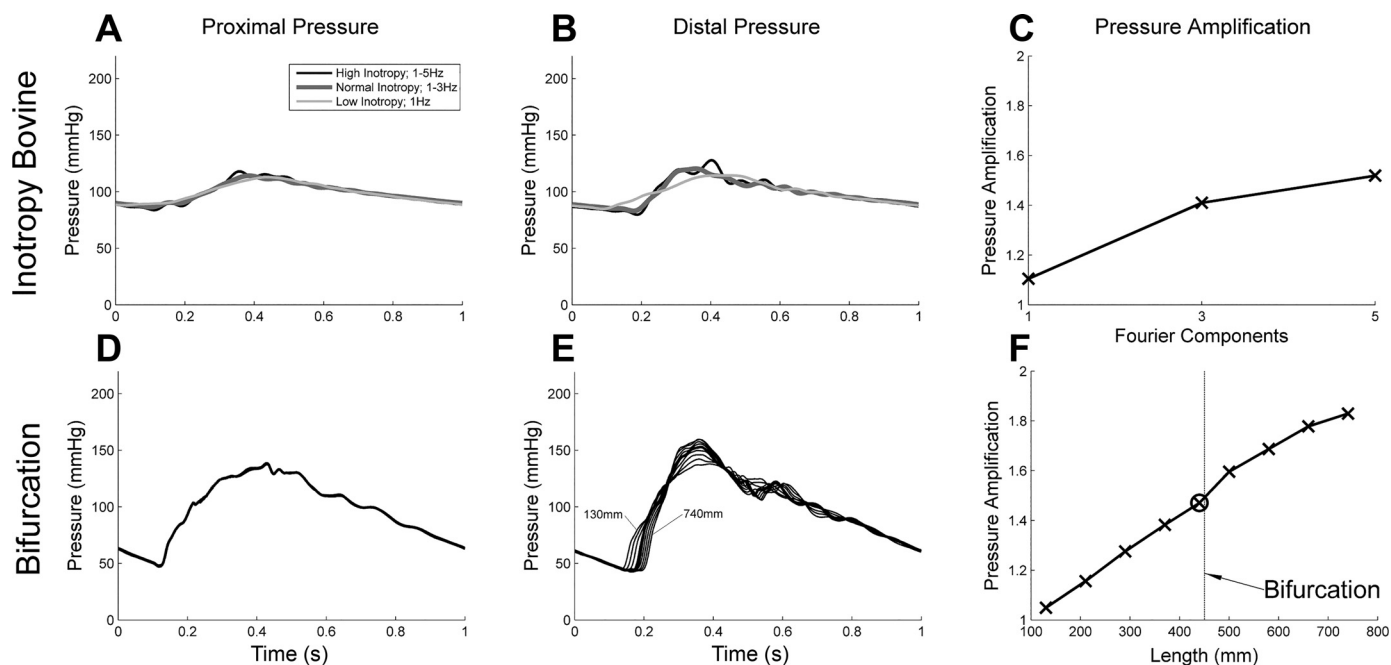 A
Proximal Pressure
B
Distal Pressure
C
Pressure Amplification
Inotropy Bovine
Pressure (mmHg)
200
150
100
50
0
High Inotropy; 1-5Hz
Normal Inotropy; 1-3Hz
Low Inotropy; 1Hz
0 0.2 0.4 0.6 0.8 1
Pressure (mmHg)
200
150
100
50
0
0 0.2 0.4 0.6 0.8 1
Pressure Amplification
2
1.8
1.6
1.4
1.2
1
1 3 5
Fourier Components
D
E
F
Bifurcation
Pressure (mmHg)
200
150
100
50
0
0 0.2 0.4 0.6 0.8 1
Time (s)
Pressure (mmHg)
200
150
100
50
0
130mm
740mm
0 0.2 0.4 0.6 0.8 1
Time (s)
Pressure Amplification
2
1.8
1.6
1.4
1.2
1
Bifurcation
100 200 300 400 500 600 700 800
Length (mm)